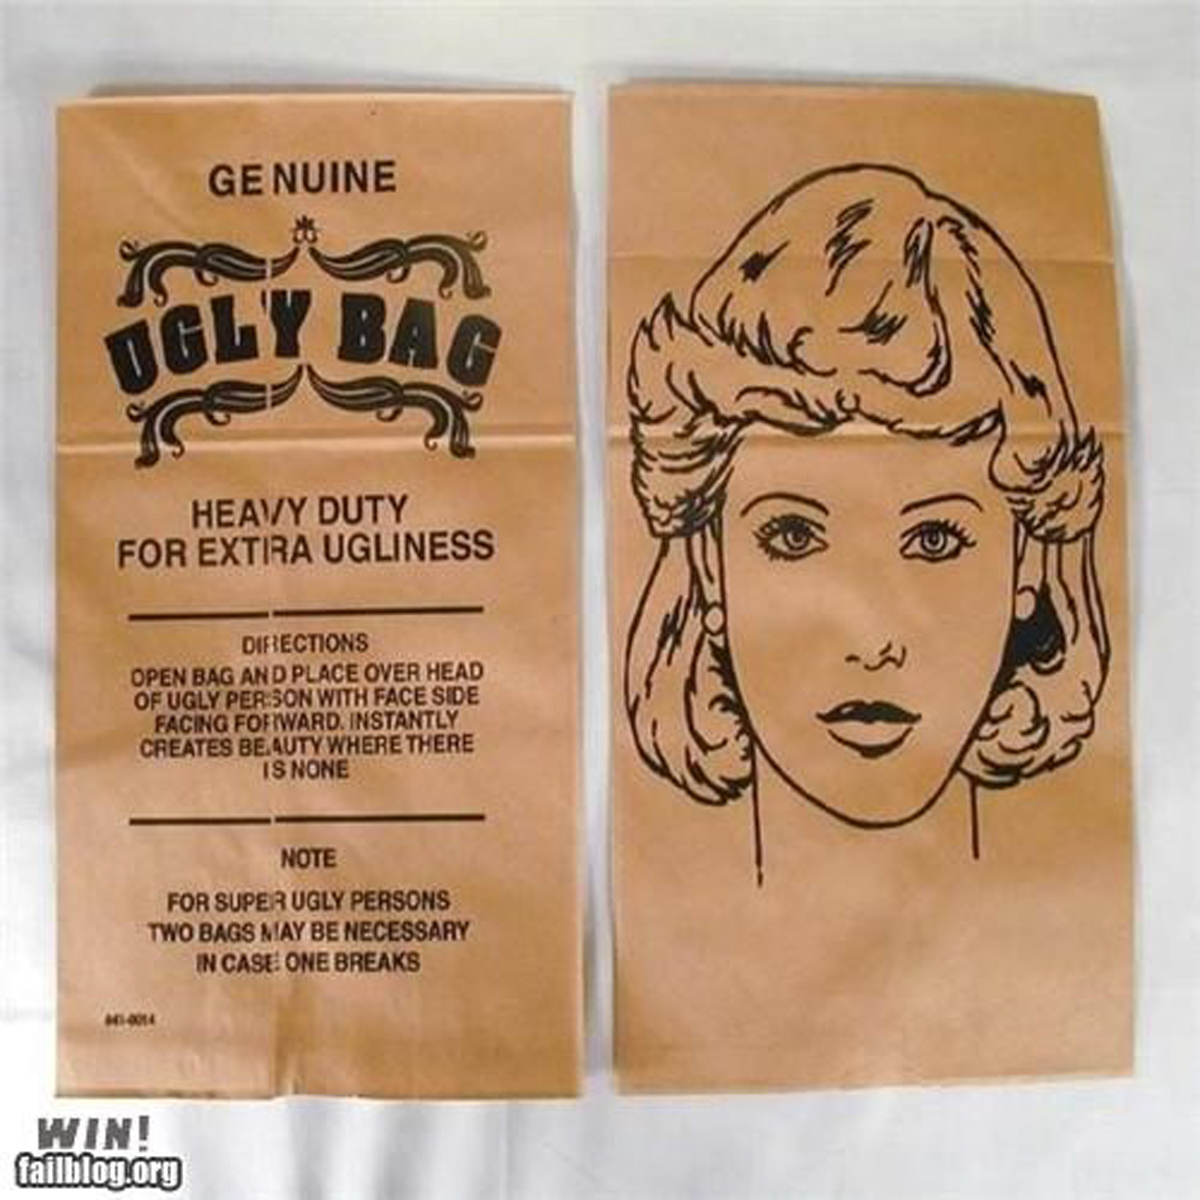 GENUINE
UGLY BAG
HEAVY DUTY
FOR EXTRA UGLINESS
DIRECTIONS
OPEN BAG AND PLACE OVER HEAD
OF UGLY PERSON WITH FACE SIDE
FACING FORWARD. INSTANTLY
CREATES BEAUTY WHERE THERE
IS NONE
NOTE
FOR SUPER UGLY PERSONS
TWO BAGS MAY BE NECESSARY
IN CASE ONE BREAKS
WIN!
failblog.org